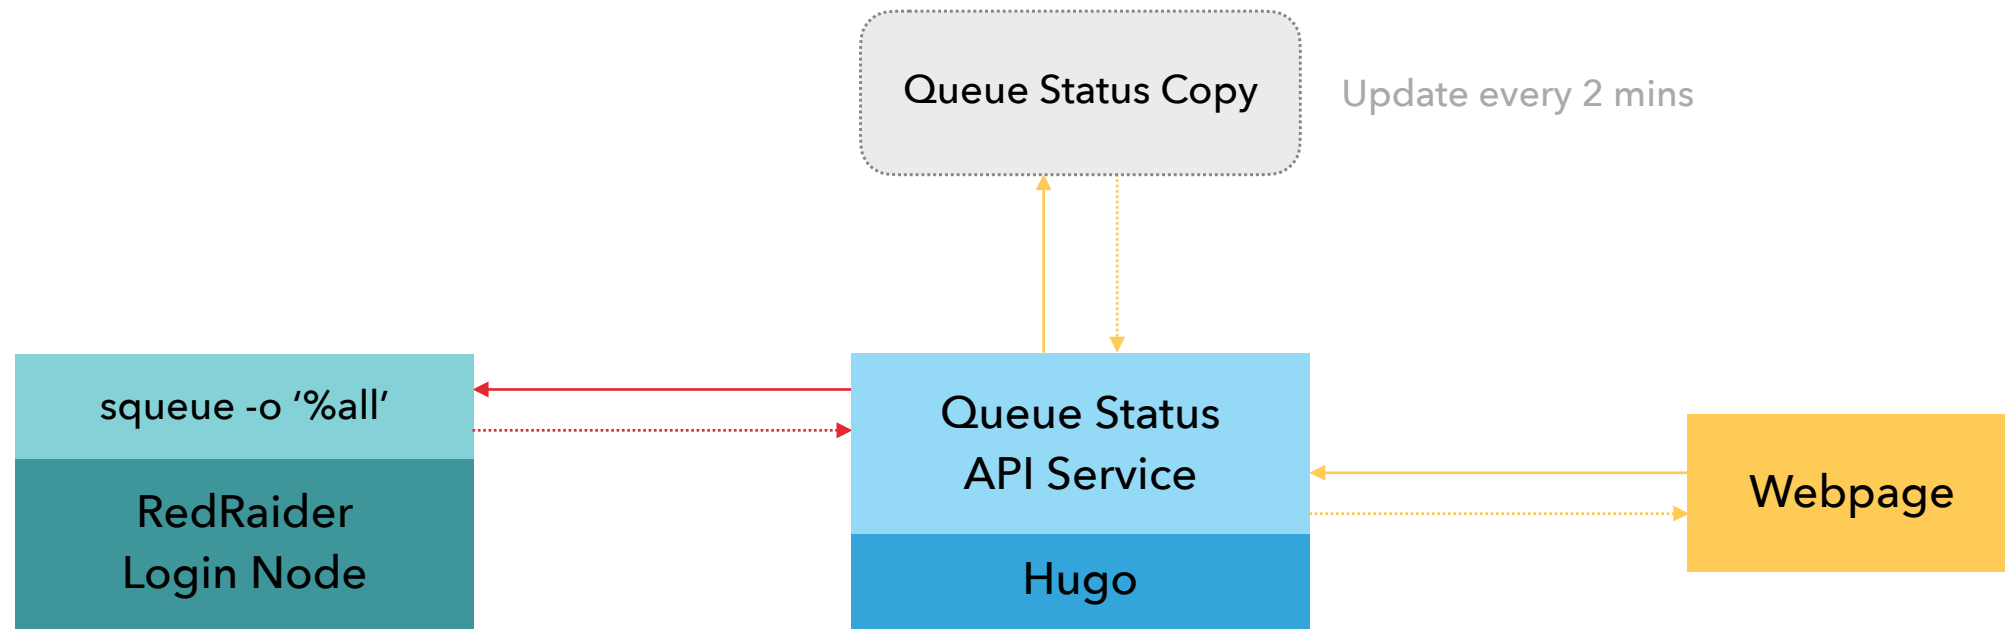 Queue Status Copy
Update every 2 mins
squeue -o ‘%all’
RedRaider
Login Node
Queue Status
API Service
Hugo
Webpage